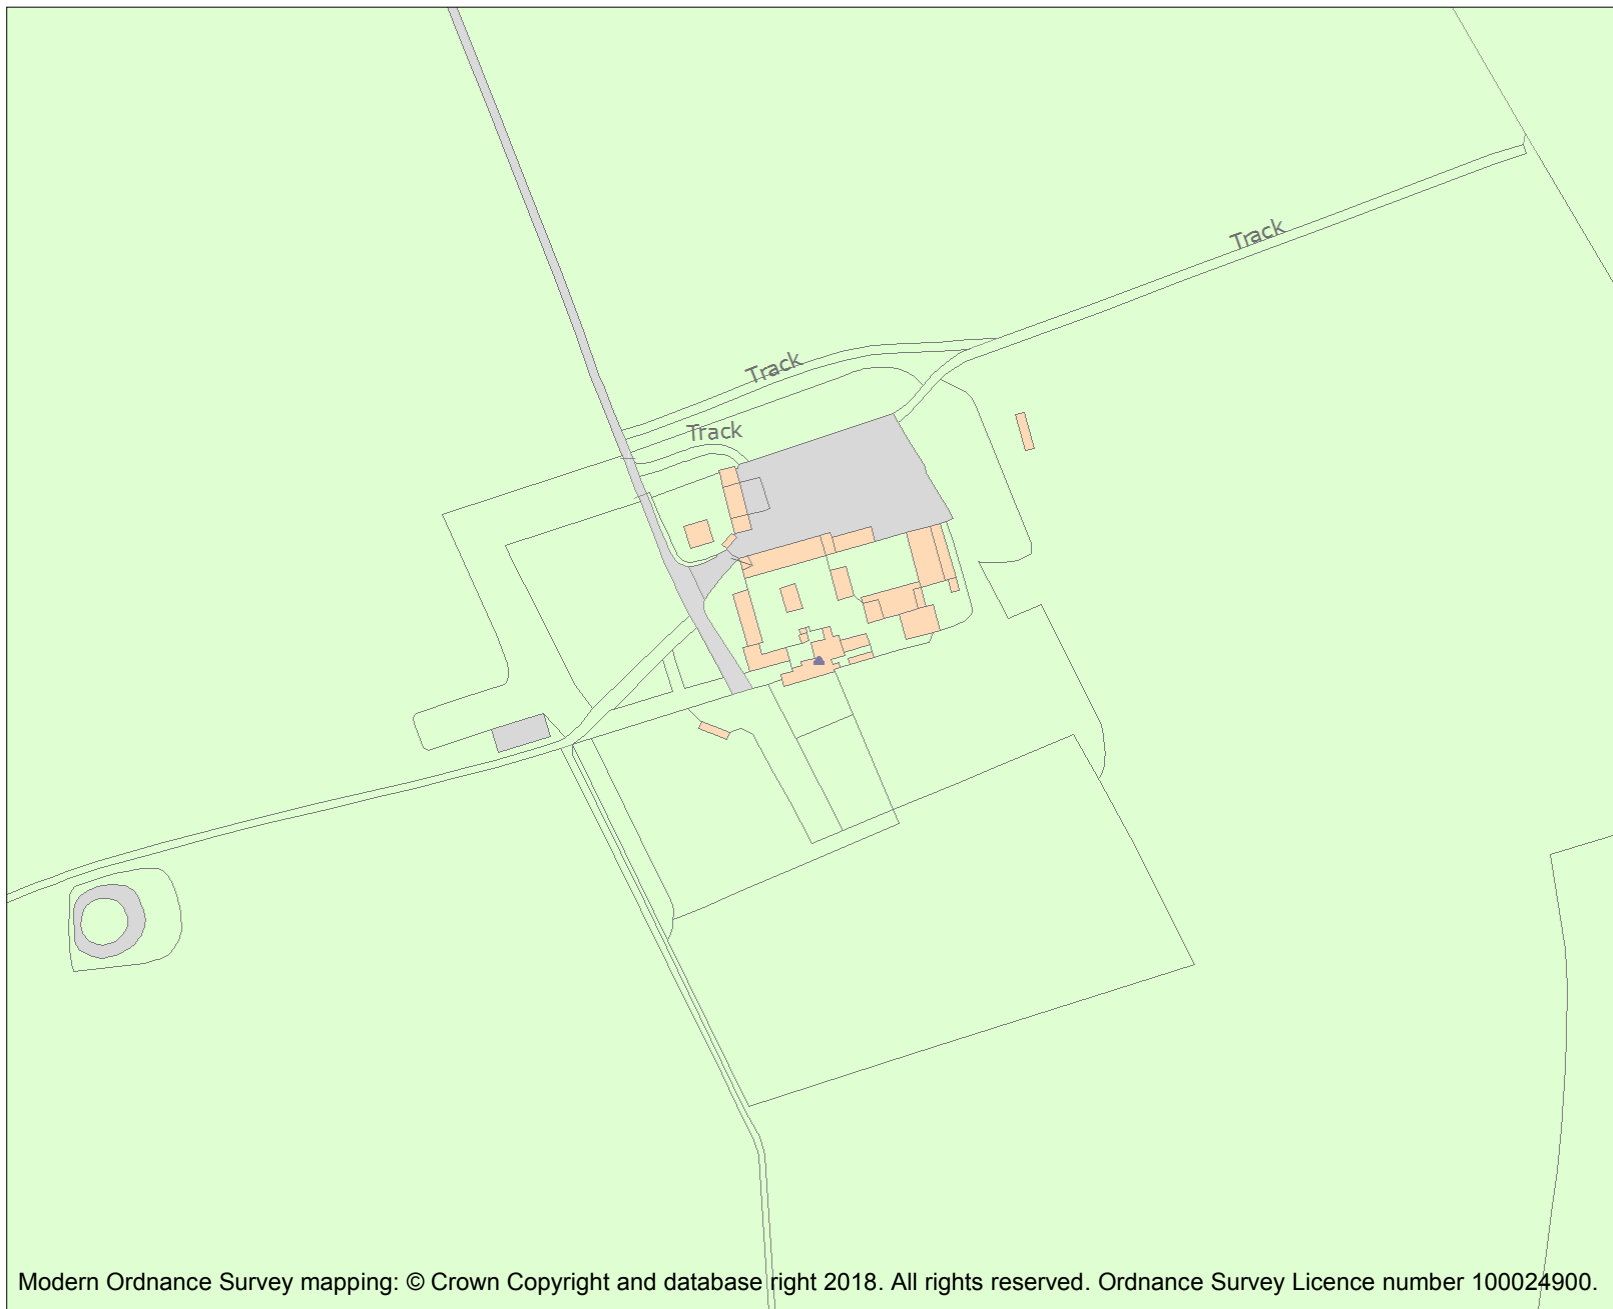 Track
Track
Track
Modern Ordnance Survey mapping: © Crown Copyright and database right 2018. All rights reserved. Ordnance Survey Licence number 100024900.